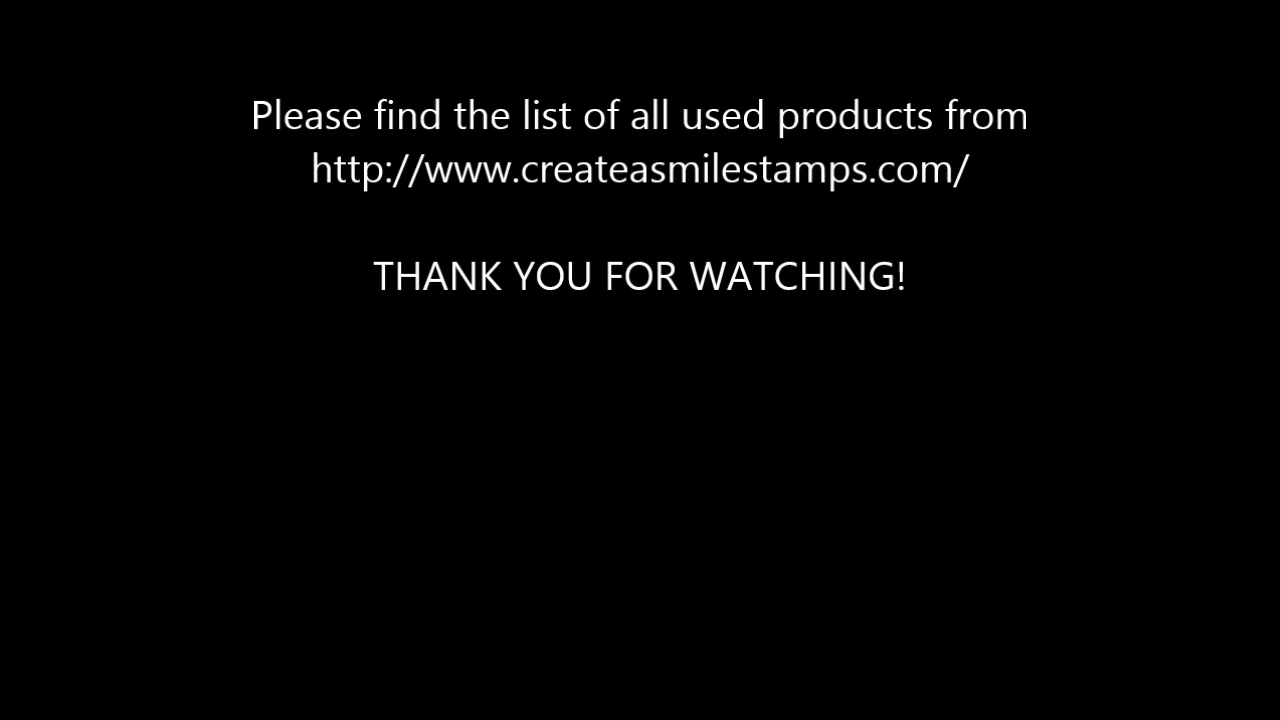 Please find the list of all used products from
http://www.createasmilestamps.com/
THANK YOU FOR WATCHING!